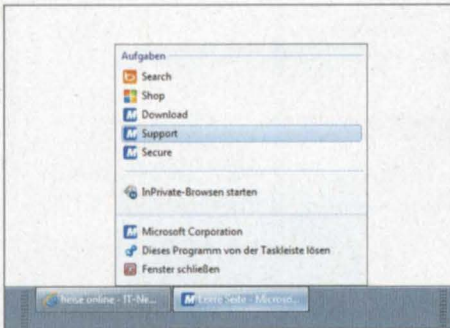 Aufgaben
Search
Shop
Download
Support
Secure
InPrivate-Browsen starten
Microsoft Corporation
Dieses Programm von der Taskleiste lösen
Fenster schließen
heise online - IT-Ne...
Leere Seite - Microso...